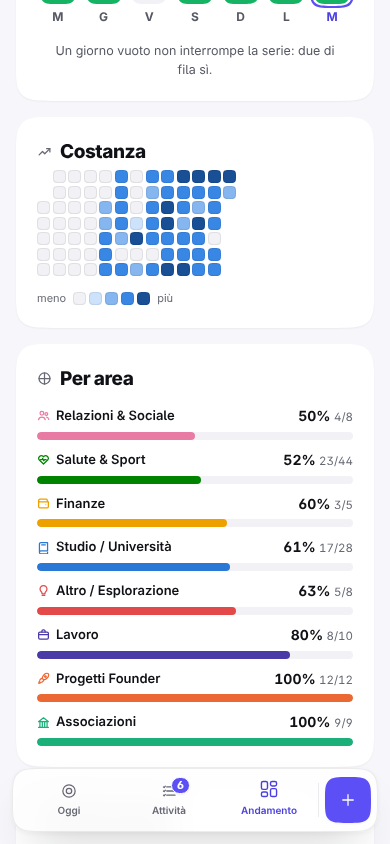 M G V S D L M
Un giorno vuoto non interrompe la serie: due di
fila sì.
Costanza
meno più
Per area
Relazioni & Sociale 50% 4/8
Salute & Sport 52% 23/44
Finanze 60% 3/5
Studio / Università 61% 17/28
Altro / Esplorazione 63% 5/8
Lavoro 80% 8/10
Progetti Founder 100% 12/12
Associazioni 100% 9/9
6
Oggi Attività Andamento +